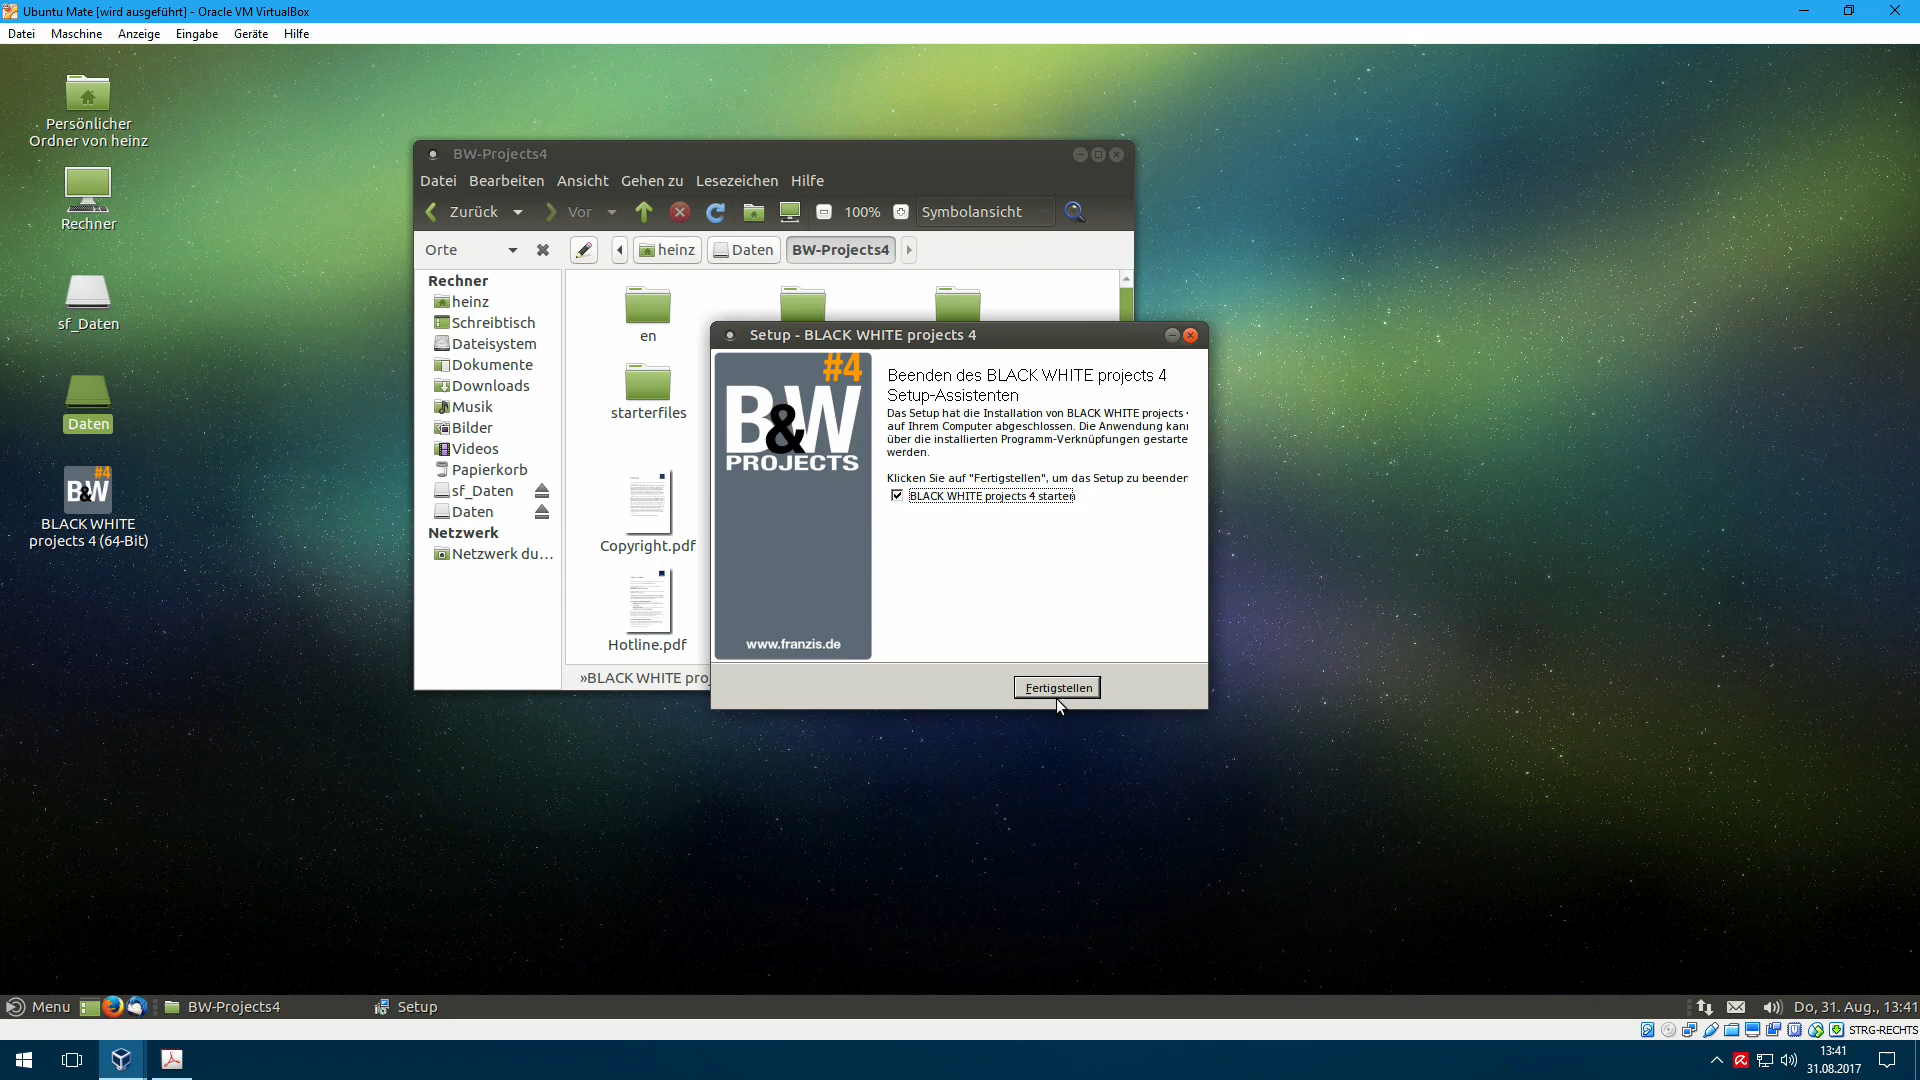 Ubuntu Mate [wird ausgeführt] - Oracle VM VirtualBox
Datei Maschine Anzeige Eingabe Geräte Hilfe
Persönlicher
Ordner von heinz
Rechner
sf_Daten
Daten
#4
B&W
BLACK WHITE
projects 4 (64-Bit)
BW-Projects4
Datei Bearbeiten Ansicht Gehen zu Lesezeichen Hilfe
Zurück Vor 100% Symbolansicht
Orte heinz Daten BW-Projects4
Rechner
heinz
Schreibtisch
Dateisystem
Dokumente
Downloads
Musik
Bilder
Videos
Papierkorb
sf_Daten
Daten
Netzwerk
Netzwerk du...
en
starterfiles
Copyright.pdf
Hotline.pdf
»BLACK WHITE pro
Setup - BLACK WHITE projects 4
#4
B&W
PROJECTS
www.franzis.de
Beenden des BLACK WHITE projects 4
Setup-Assistenten
Das Setup hat die Installation von BLACK WHITE projects
auf Ihrem Computer abgeschlossen. Die Anwendung kann
über die installierten Programm-Verknüpfungen gestarte
werden.
Klicken Sie auf "Fertigstellen", um das Setup zu beenden
BLACK WHITE projects 4 starten
Fertigstellen
Menu BW-Projects4 Setup Do, 31. Aug., 13:41
STRG-RECHTS
13:41
31.08.2017